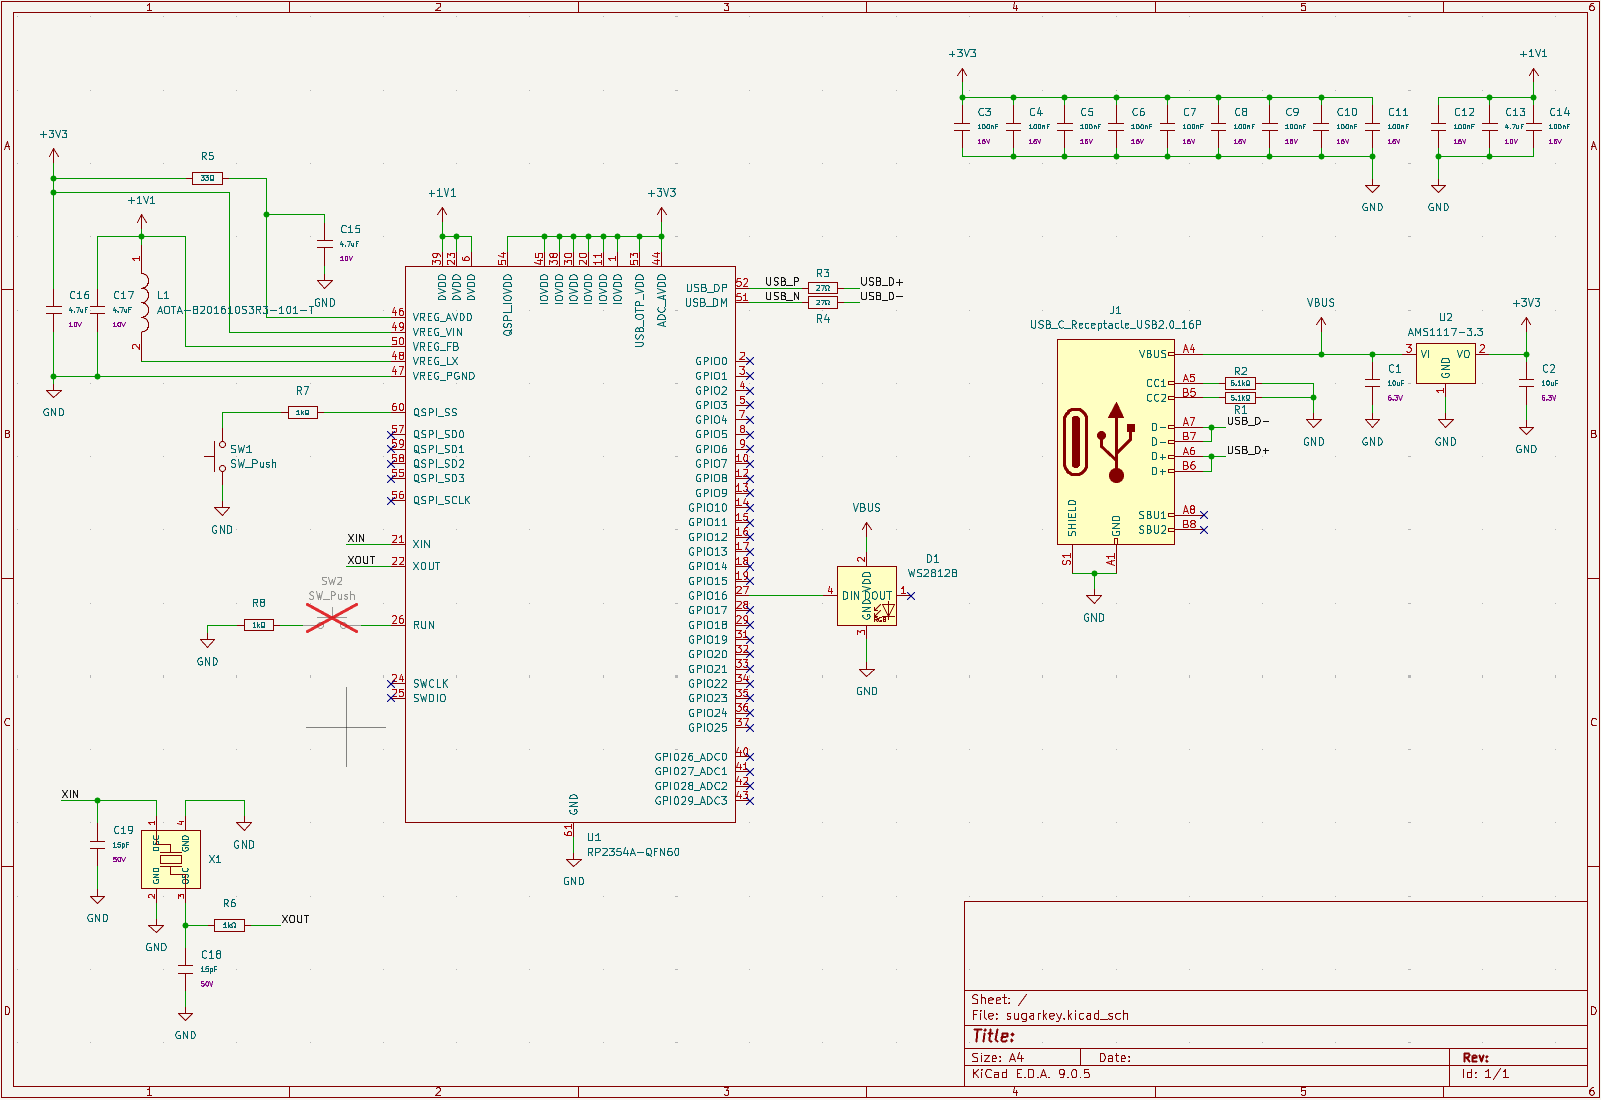 1 2 3 4 5 6
A
B
C
D
+3V3
R5
33Ω
+1V1
C15
4.7uF
10V
GND
C16
4.7uF
10V
C17
4.7uF
10V
1
L1
AOTA-B201610S3R3-101-T
2
GND
R7
1kΩ
SW1
SW_Push
GND
XIN
XOUT
SW2
SW_Push
R8
1kΩ
GND
+1V1
+3V3
39 23 6 54 45 38 30 20 11 1 53 44
DVDD DVDD DVDD QSPI_IOVDD IOVDD IOVDD IOVDD IOVDD IOVDD IOVDD USB_OTP_VDD ADC_AVDD
46 VREG_AVDD
49 VREG_VIN
50 VREG_FB
48 VREG_LX
47 VREG_PGND
60 QSPI_SS
57 QSPI_SD0
59 QSPI_SD1
58 QSPI_SD2
55 QSPI_SD3
56 QSPI_SCLK
21 XIN
22 XOUT
26 RUN
24 SWCLK
25 SWDIO
USB_DP 52
USB_DM 51
GPIO0 2
GPIO1 3
GPIO2 4
GPIO3 5
GPIO4 7
GPIO5 8
GPIO6 9
GPIO7 10
GPIO8 12
GPIO9 13
GPIO10 14
GPIO11 15
GPIO12 16
GPIO13 17
GPIO14 18
GPIO15 19
GPIO16 27
GPIO17 28
GPIO18 29
GPIO19 31
GPIO20 32
GPIO21 33
GPIO22 34
GPIO23 35
GPIO24 36
GPIO25 37
GPIO26_ADC0 40
GPIO27_ADC1 41
GPIO28_ADC2 42
GPIO29_ADC3 43
GND
61
U1
RP2354A-QFN60
GND
USB_P
USB_N
R3
27Ω
27Ω
R4
USB_D+
USB_D-
VBUS
2
D1
WS2812B
4 DIN DOUT 1
VDD
GND
RGB
3
GND
+3V3
C3
100nF
16V
C4
100nF
16V
C5
100nF
16V
C6
100nF
16V
C7
100nF
16V
C8
100nF
16V
C9
100nF
16V
C10
100nF
16V
C11
100nF
16V
GND
+1V1
C12
100nF
16V
C13
4.7uF
10V
C14
100nF
16V
GND
J1
USB_C_Receptacle_USB2.0_16P
VBUS A4
CC1 A5
CC2 B5
D- A7
D- B7
D+ A6
D+ B6
SBU1 A8
SBU2 B8
SHIELD
GND
S1
A1
GND
R2
5.1kΩ
5.1kΩ
R1
USB_D-
USB_D+
GND
VBUS
C1
10uF
6.3V
GND
U2
AMS1117-3.3
3 VI VO 2
GND
1
GND
+3V3
C2
10uF
6.3V
GND
XIN
C19
15pF
50V
GND
1 4
OSC GND
GND OSC
2 3
X1
GND
GND
R6
1kΩ
XOUT
C18
15pF
50V
GND
Sheet: /
File: sugarkey.kicad_sch
Title:
Size: A4
Date:
Rev:
KiCad E.D.A. 9.0.5
Id: 1/1
A
B
C
D
1 2 3 4 5 6